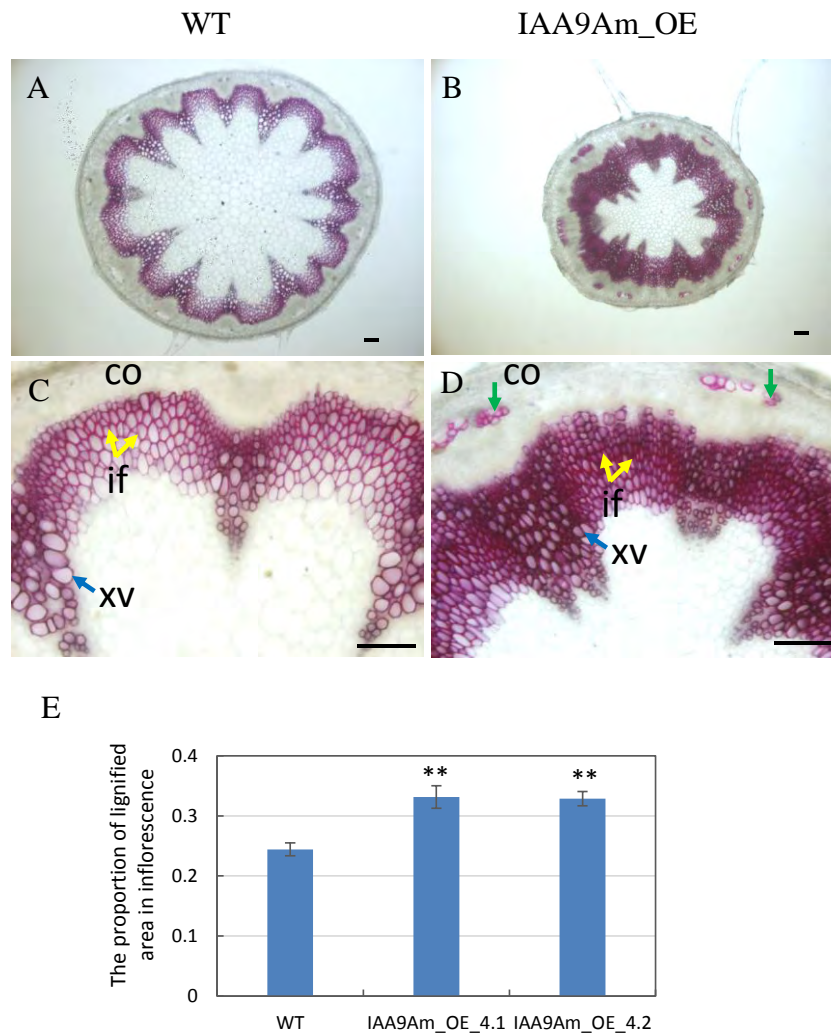 WT
IAA9Am_OE
A
B
C
co
if
xv
D
co
if
xv
E
The proportion of lignified
area in inflorescence
0.4
0.3
0.2
0.1
0
**
**
WT
IAA9Am_OE_4.1
IAA9Am_OE_4.2